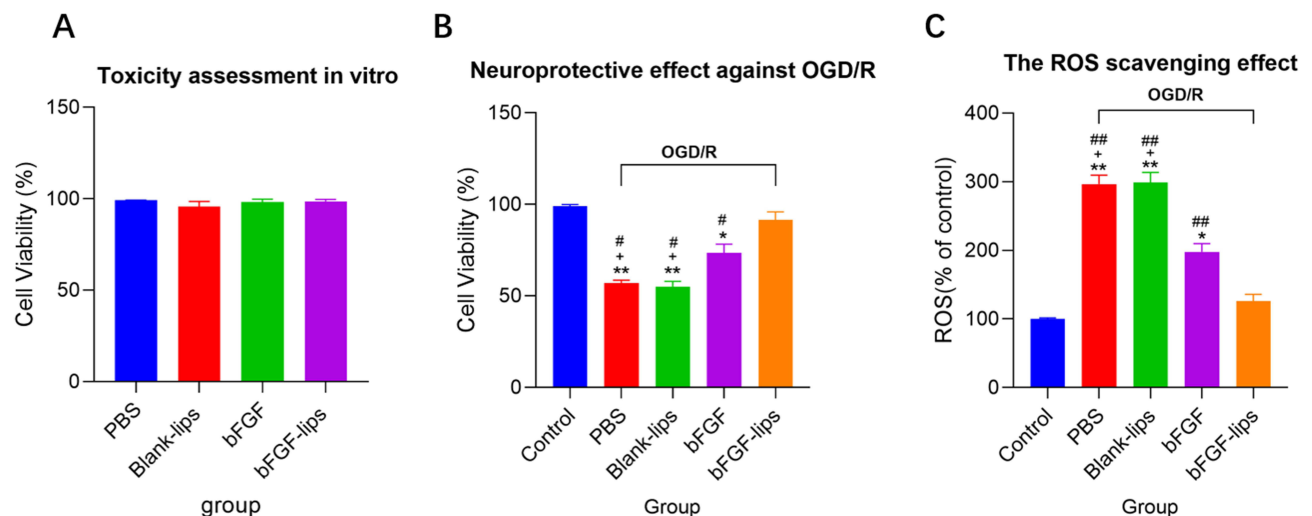 A
Toxicity assessment in vitro
Cell Viability (%)
150
100
50
0
PBS
Blank-lips
bFGF
bFGF-lips
group
B
Neuroprotective effect against OGD/R
Cell Viability (%)
150
100
50
0
OGD/R
#
+
**
#
+
**
#
*
Control
PBS
Blank-lips
bFGF
bFGF-lips
Group
C
The ROS scavenging effect
ROS(% of control)
400
300
200
100
0
OGD/R
##
+
**
##
+
**
##
*
Control
PBS
Blank-lips
bFGF
bFGF-lips
Group